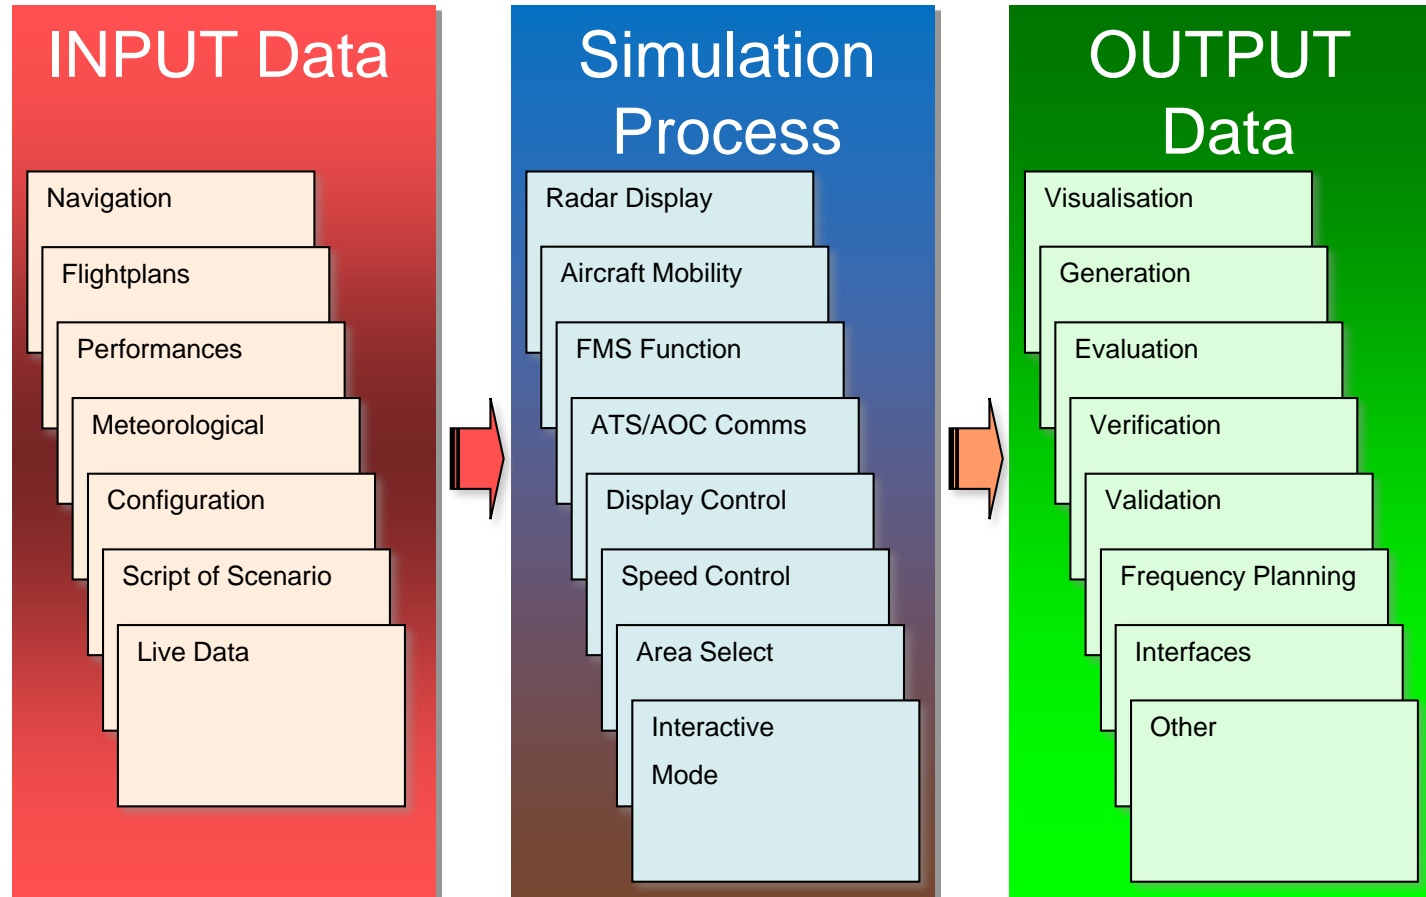 INPUT Data
Navigation
Flightplans
Performances
Meteorological
Configuration
Script of Scenario
Live Data
Simulation
Process
Radar Display
Aircraft Mobility
FMS Function
ATS/AOC Comms
Display Control
Speed Control
Area Select
Interactive
Mode
OUTPUT
Data
Visualisation
Generation
Evaluation
Verification
Validation
Frequency Planning
Interfaces
Other